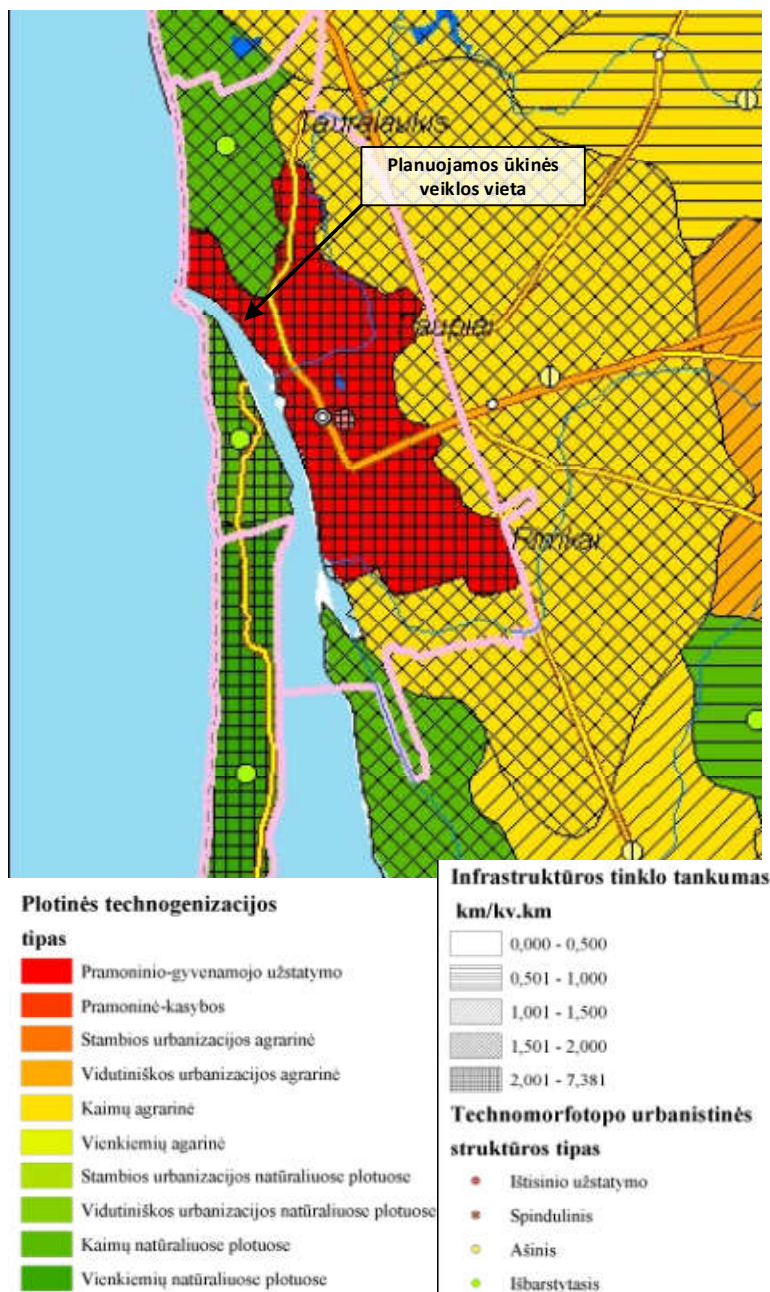 Tauralaukis
Planuojamos ūkinės
veiklos vieta
Rimkai
Plotinės technogenizacijos
tipas
Pramoninio-gyvenamojo užstatymo
Pramoninė-kasybos
Stambios urbanizacijos agrarinė
Vidutiniškos urbanizacijos agrarinė
Kaimų agrarinė
Vienkiemių agarinė
Stambios urbanizacijos natūraliuose plotuose
Vidutiniškos urbanizacijos natūraliuose plotuose
Kaimų natūraliuose plotuose
Vienkiemių natūraliuose plotuose
Infrastruktūros tinklo tankumas
km/kv.km
0,000 - 0,500
0,501 - 1,000
1,001 - 1,500
1,501 - 2,000
2,001 - 7,381
Technomorfotopo urbanistinės
struktūros tipas
Ištisinio užstatymo
Spindulinis
Ašinis
Išbarstytasis